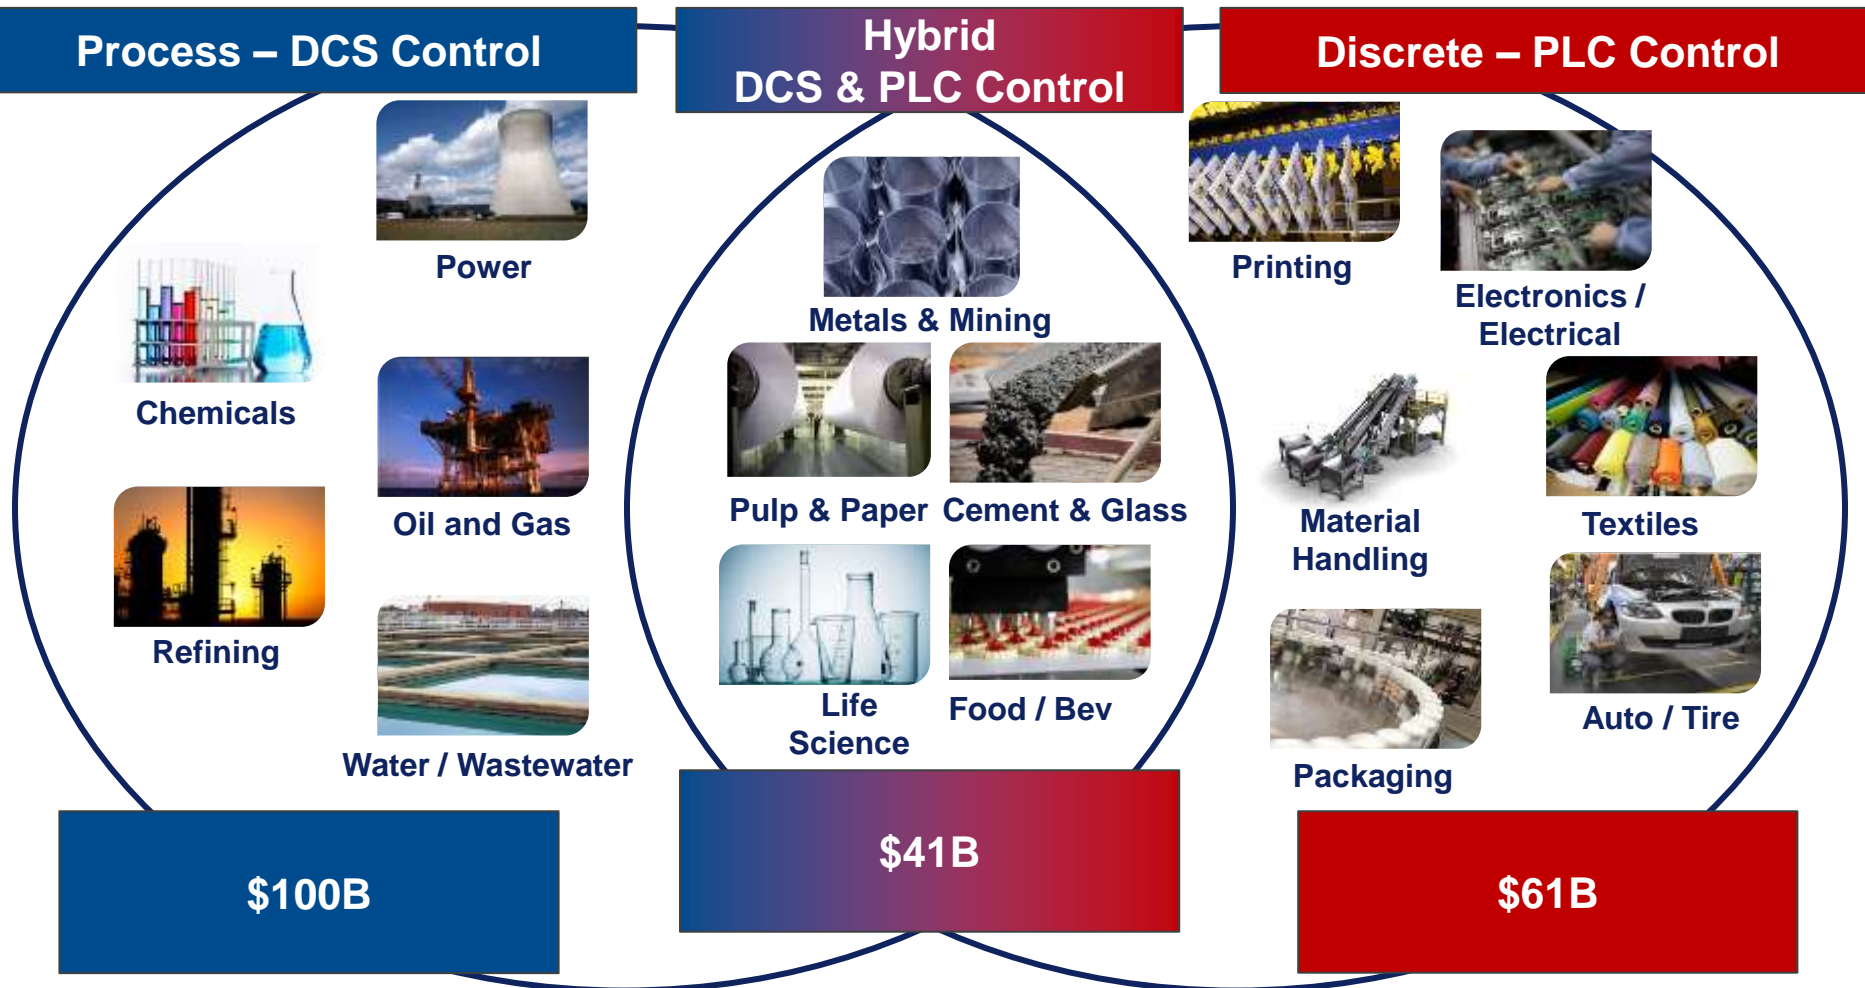 Process – DCS Control
Hybrid
DCS & PLC Control
Discrete – PLC Control
Power
Chemicals
Oil and Gas
Refining
Water / Wastewater
Metals & Mining
Pulp & Paper
Cement & Glass
Life
Science
Food / Bev
Printing
Electronics /
Electrical
Material
Handling
Textiles
Packaging
Auto / Tire
$100B
$41B
$61B